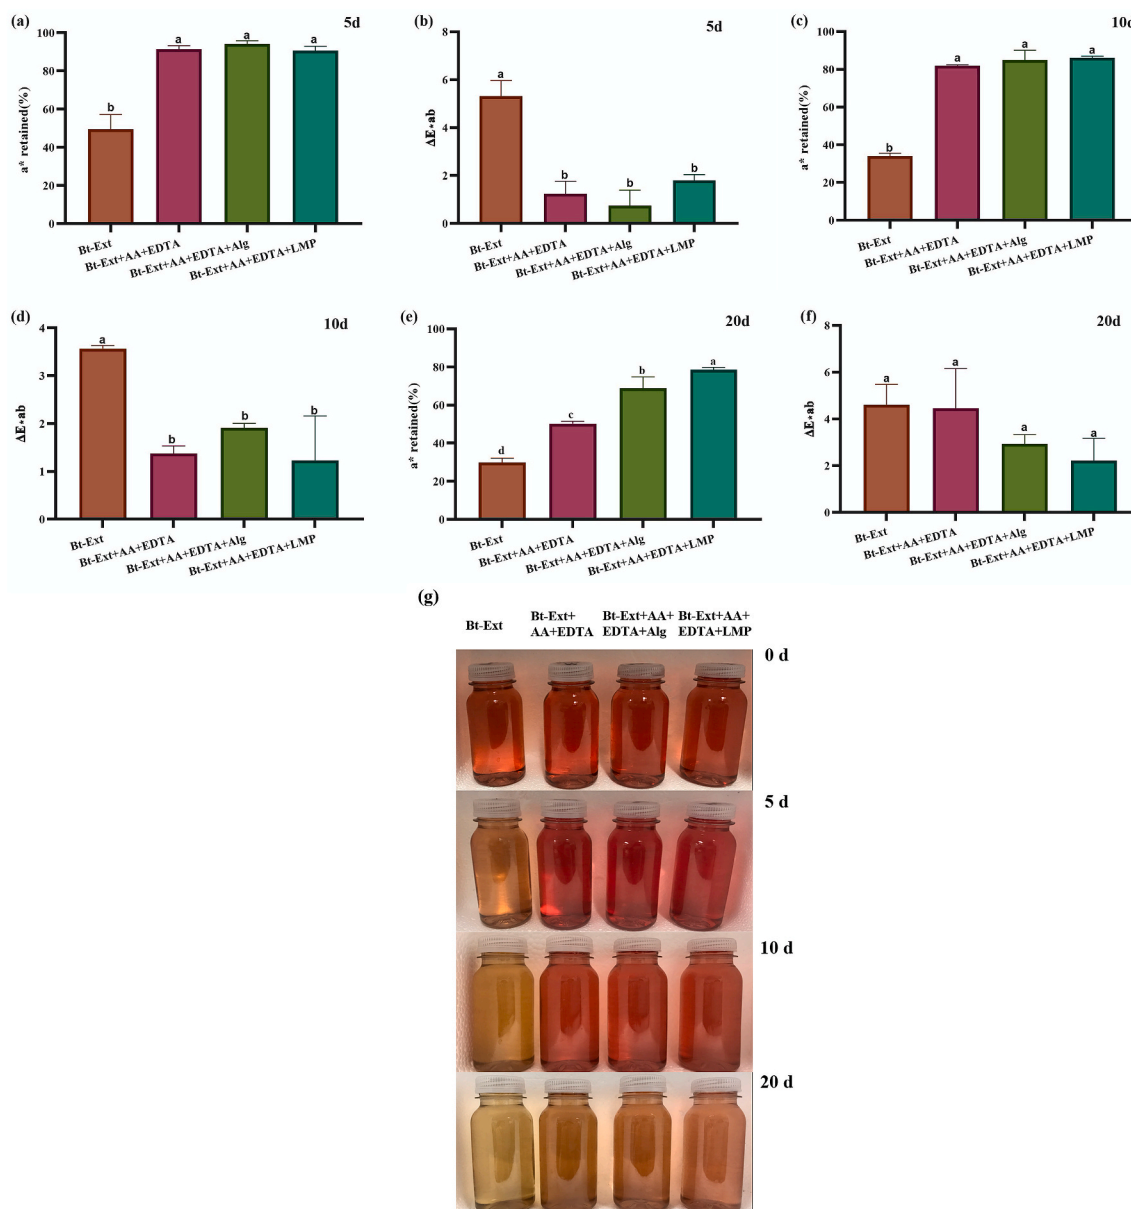 (a)
5d
a* retained(%)
100
80
60
40
20
0
b
a
a
a
Bt-Ext
Bt-Ext+AA+EDTA
Bt-Ext+AA+EDTA+Alg
Bt-Ext+AA+EDTA+LMP
(b)
5d
ΔE*ab
8
6
4
2
0
a
b
b
b
Bt-Ext
Bt-Ext+AA+EDTA
Bt-Ext+AA+EDTA+Alg
Bt-Ext+AA+EDTA+LMP
(c)
10d
a* retained(%)
100
80
60
40
20
0
b
a
a
a
Bt-Ext
Bt-Ext+AA+EDTA
Bt-Ext+AA+EDTA+Alg
Bt-Ext+AA+EDTA+LMP
(d)
10d
ΔE*ab
4
3
2
1
0
a
b
b
b
Bt-Ext
Bt-Ext+AA+EDTA
Bt-Ext+AA+EDTA+Alg
Bt-Ext+AA+EDTA+LMP
(e)
20d
a* retained(%)
100
80
60
40
20
0
d
c
b
a
Bt-Ext
Bt-Ext+AA+EDTA
Bt-Ext+AA+EDTA+Alg
Bt-Ext+AA+EDTA+LMP
(f)
20d
ΔE*ab
8
6
4
2
0
a
a
a
a
Bt-Ext
Bt-Ext+AA+EDTA
Bt-Ext+AA+EDTA+Alg
Bt-Ext+AA+EDTA+LMP
(g)
Bt-Ext
Bt-Ext+
AA+EDTA
Bt-Ext+AA+
EDTA+Alg
Bt-Ext+AA+
EDTA+LMP
0 d
5 d
10 d
20 d